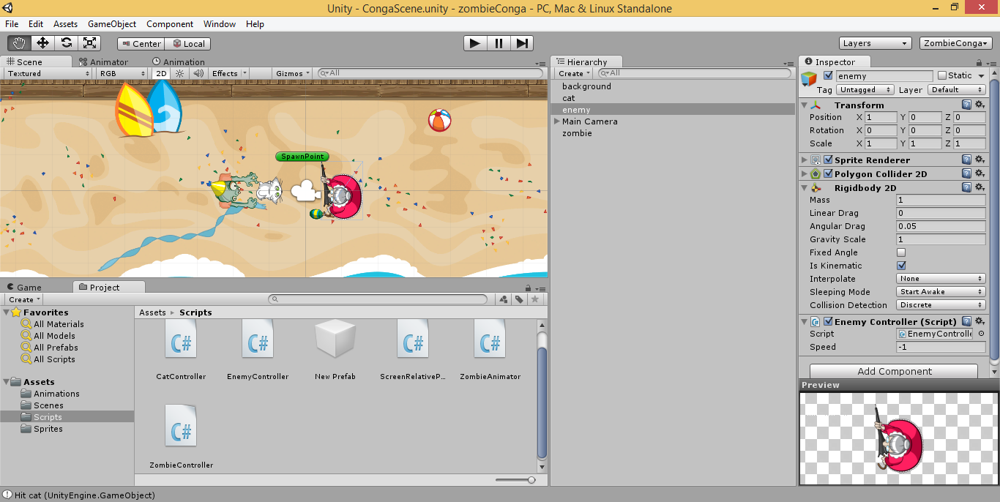 Unity - CongaScene.unity - zombieConga - PC, Mac & Linux Standalone
File Edit Assets GameObject Component Window Help
Center Local
Layers ZombieConga
Scene Animator Animation
Textured RGB 2D Effects Gizmos All
SpawnPoint
Game Project
Create
Favorites
All Materials
All Models
All Prefabs
All Scripts
Assets
Animations
Scenes
Scripts
Sprites
Assets Scripts
CatController EnemyController New Prefab ScreenRelativeP... ZombieAnimator
ZombieController
Hierarchy
Create All
background
cat
enemy
Main Camera
zombie
Inspector
enemy Static
Tag Untagged Layer Default
Transform
Position X 1 Y 0 Z 0
Rotation X 0 Y 0 Z 0
Scale X 1 Y 1 Z 1
Sprite Renderer
Polygon Collider 2D
Rigidbody 2D
Mass 1
Linear Drag 0
Angular Drag 0.05
Gravity Scale 1
Fixed Angle
Is Kinematic
Interpolate None
Sleeping Mode Start Awake
Collision Detection Discrete
Enemy Controller (Script)
Script EnemyControlle
Speed -1
Add Component
Preview
Hit cat (UnityEngine.GameObject)